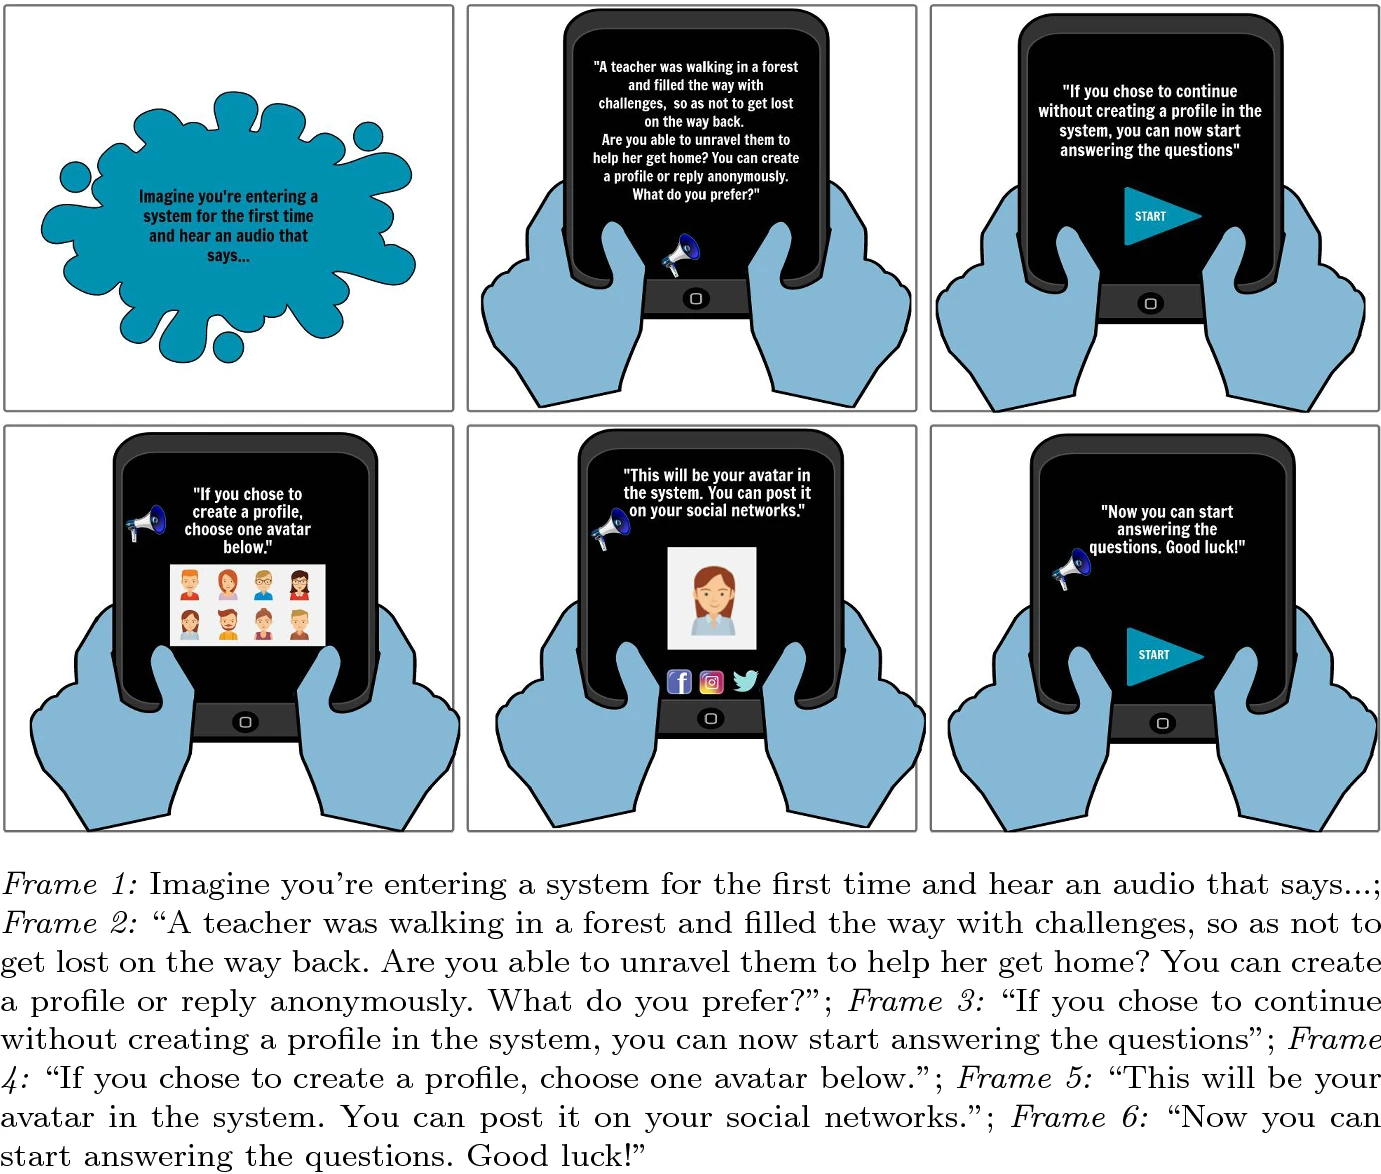 Imagine you're entering a
system for the first time
and hear an audio that
says...
"A teacher was walking in a forest
and filled the way with
challenges, so as not to get lost
on the way back.
Are you able to unravel them to
help her get home? You can create
a profile or reply anonymously.
What do you prefer?"
"If you chose to continue
without creating a profile in the
system, you can now start
answering the questions"
START
"If you chose to
create a profile,
choose one avatar
below."
"This will be your avatar in
the system. You can post it
on your social networks."
f
"Now you can start
answering the
questions. Good luck!"
START
Frame 1: Imagine you're entering a system for the first time and hear an audio that says...;
Frame 2: “A teacher was walking in a forest and filled the way with challenges, so as not to
get lost on the way back. Are you able to unravel them to help her get home? You can create
a profile or reply anonymously. What do you prefer?”; Frame 3: “If you chose to continue
without creating a profile in the system, you can now start answering the questions”; Frame
4: “If you chose to create a profile, choose one avatar below.”; Frame 5: “This will be your
avatar in the system. You can post it on your social networks.”; Frame 6: “Now you can
start answering the questions. Good luck!”